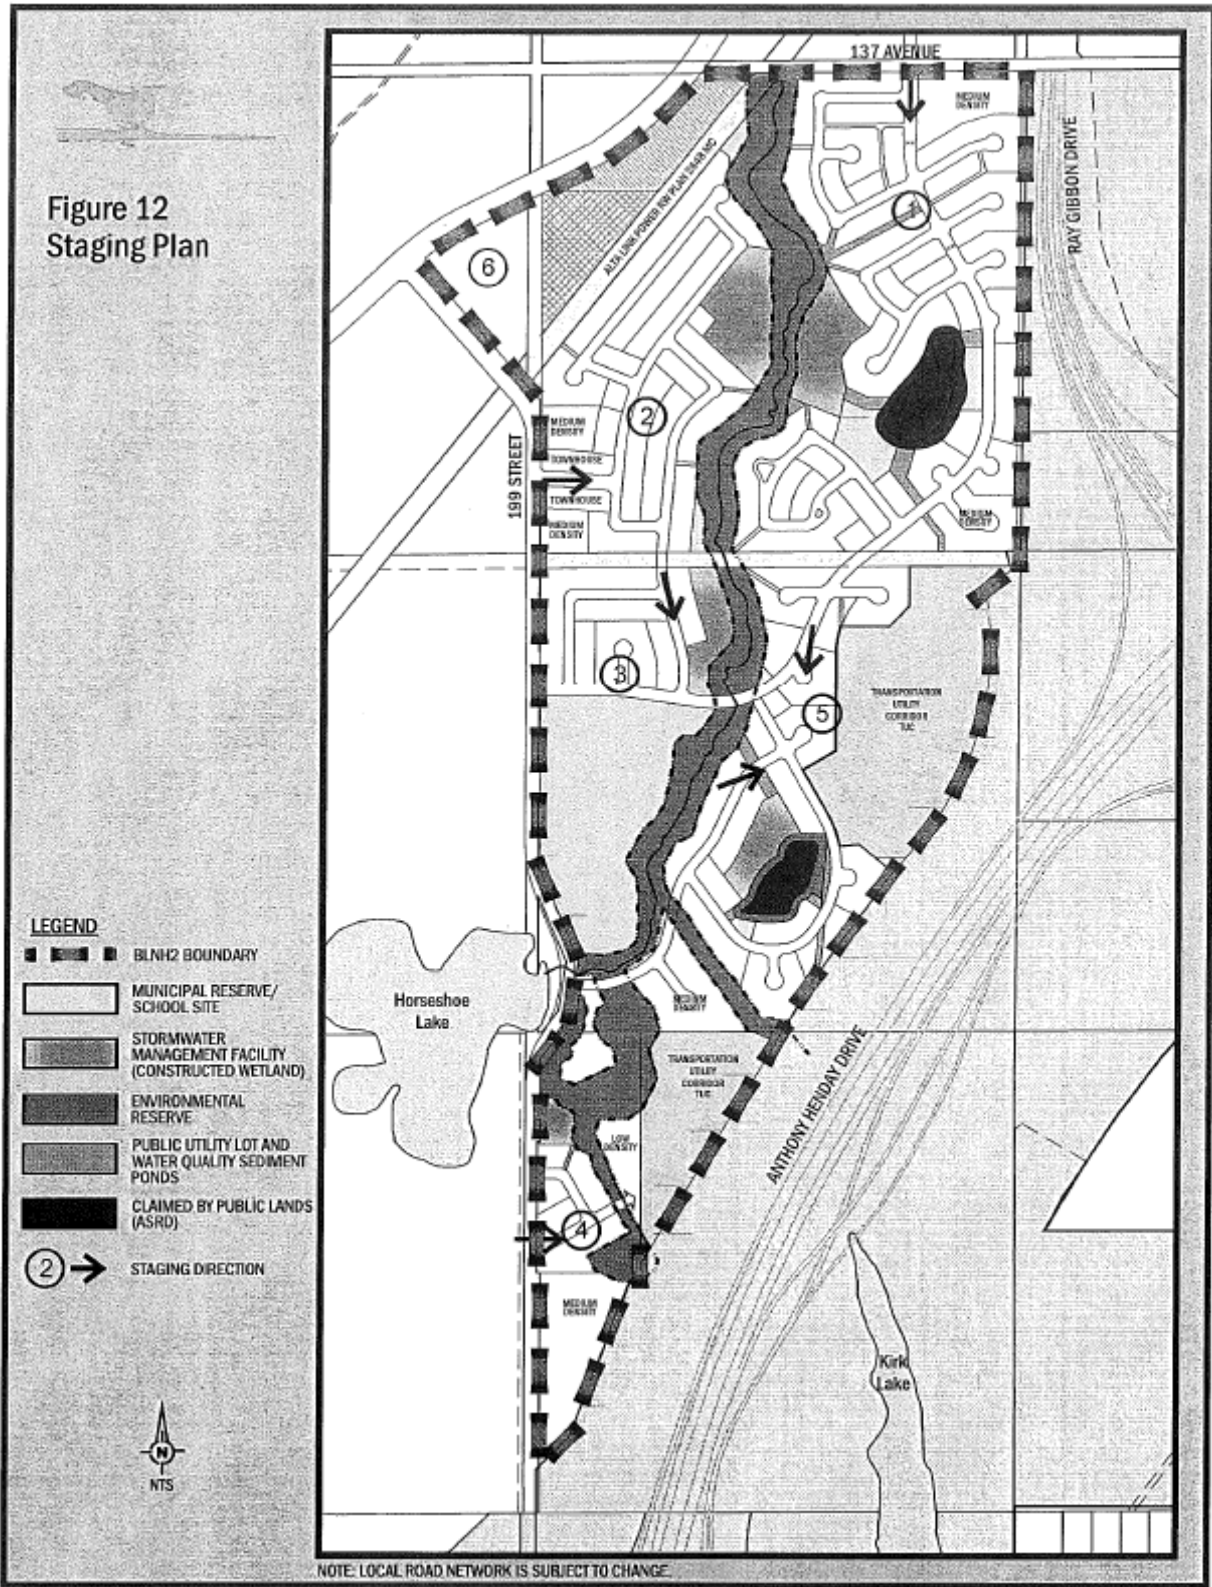 Figure 12
Staging Plan
137 AVENUE
MEDIUM
DENSITY
RAY GIBBON DRIVE
ALTA LINK POWER RW PLAN 2648 MC
1
6
2
MEDIUM
DENSITY
TOWNHOUSE
TOWNHOUSE
MEDIUM
DENSITY
199 STREET
MEDIUM
DENSITY
3
5
TRANSPORTATION
UTILITY
CORRIDOR
TUC
LEGEND
BLNH2 BOUNDARY
MUNICIPAL RESERVE/
SCHOOL SITE
STORMWATER
MANAGEMENT FACILITY
(CONSTRUCTED WETLAND)
ENVIRONMENTAL
RESERVE
PUBLIC UTILITY LOT AND
WATER QUALITY SEDIMENT
PONDS
CLAIMED BY PUBLIC LANDS
(ASRD)
2
STAGING DIRECTION
Horseshoe
Lake
MEDIUM
DENSITY
TRANSPORTATION
UTILITY
CORRIDOR
TUC
ANTHONY HENDAY DRIVE
LOW
DENSITY
4
MEDIUM
DENSITY
Kirk
Lake
N
NTS
NOTE: LOCAL ROAD NETWORK IS SUBJECT TO CHANGE.